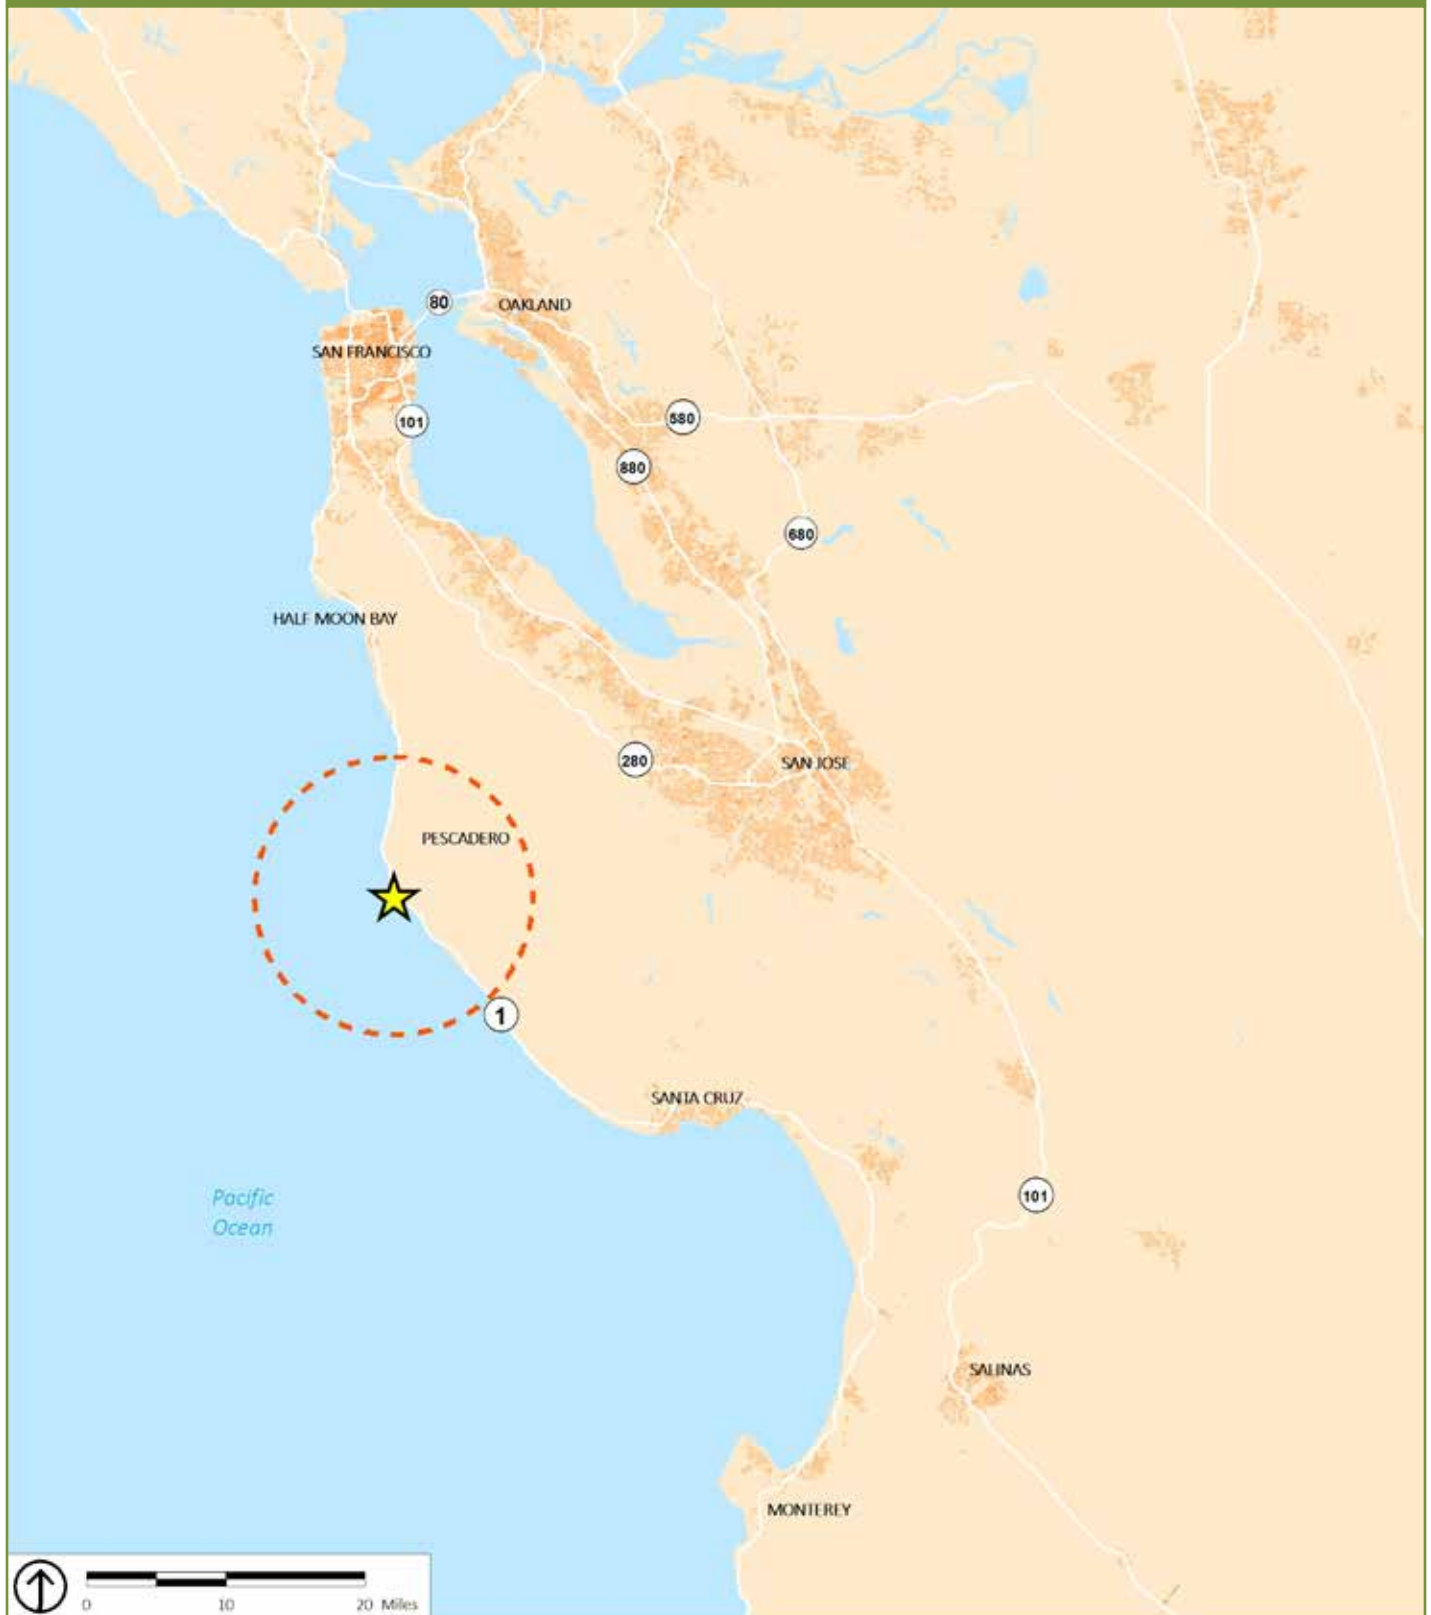 80
OAKLAND
SAN FRANCISCO
101
580
880
680
HALF MOON BAY
280
SAN JOSE
PESCADERO
1
SANTA CRUZ
Pacific
Ocean
101
SALINAS
MONTEREY
0 10 20 Miles